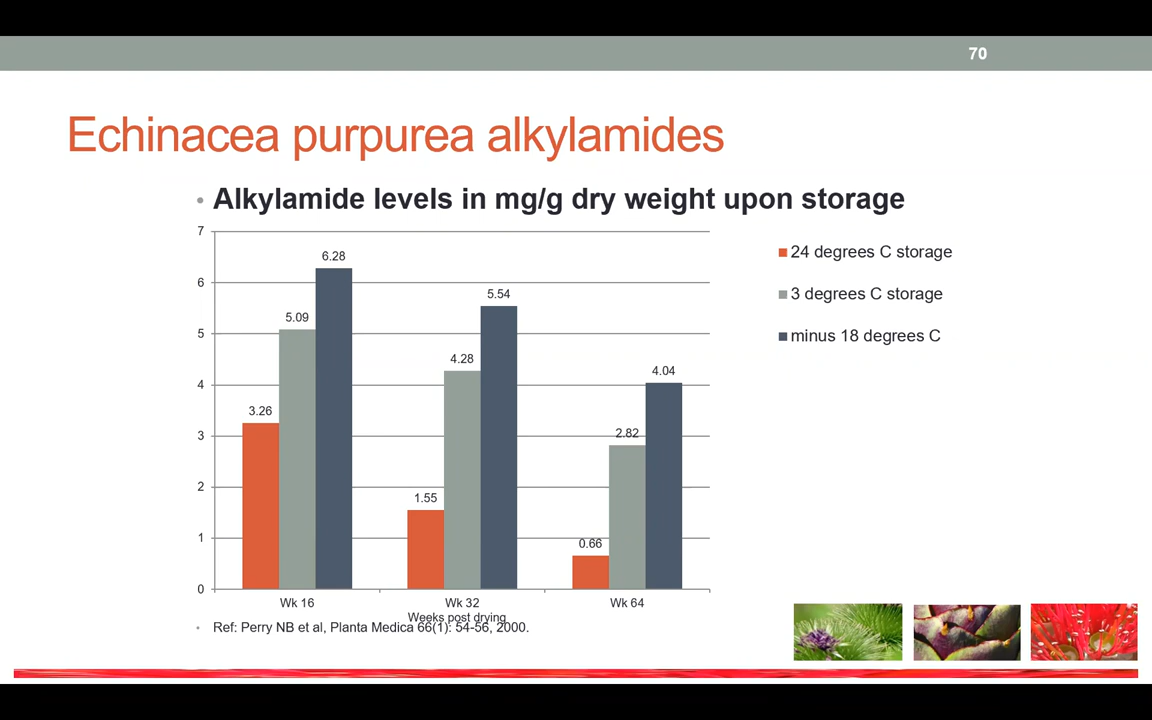 70
Echinacea purpurea alkylamides
• Alkylamide levels in mg/g dry weight upon storage
7
6
5
4
3
2
1
0
3.26
5.09
6.28
1.55
4.28
5.54
0.66
2.82
4.04
Wk 16
Wk 32
Wk 64
Weeks post drying
24 degrees C storage
3 degrees C storage
minus 18 degrees C
• Ref: Perry NB et al, Planta Medica 66(1): 54-56, 2000.